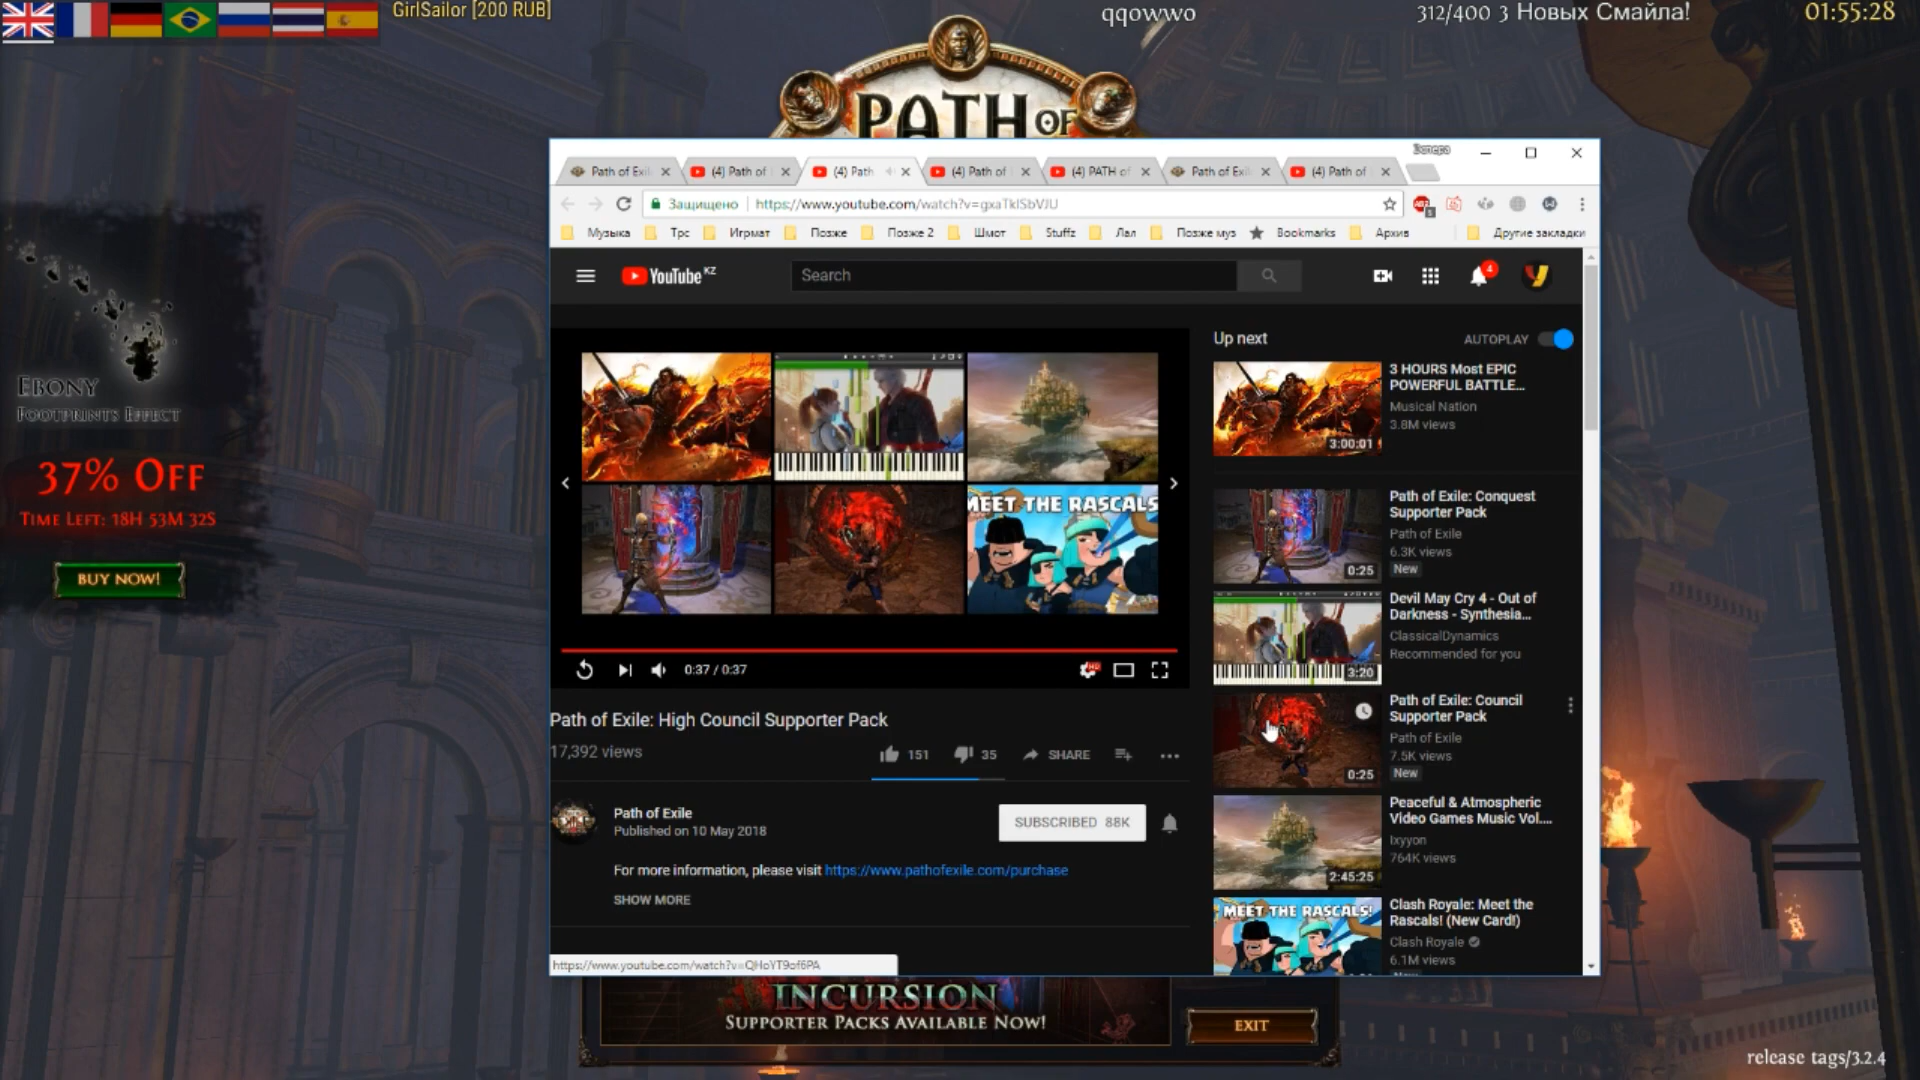 GirlSailor [200 RUB]
qqowwo
312/400 3 Новых Смайла!
01:55:28
PATH OF
Path of Exil
(4) Path of
(4) Path
(4) Path of
(4) PATH of
Path of Exil
(4) Path of
Защищено
https://www.youtube.com/watch?v=gxaTklSbVJU
Музыка
Трс
Игрмат
Позже
Позже 2
Шмот
Stuffz
Лал
Позже муз
Bookmarks
Архив
Другие закладки
YouTube KZ
Search
4
EBONY
FOOTPRINTS EFFECT
37% OFF
TIME LEFT: 18H 53M 32S
BUY NOW!
MEET THE RASCALS
0:37 / 0:37
HD
Path of Exile: High Council Supporter Pack
17,392 views
151
35
SHARE
Path of Exile
Published on 10 May 2018
SUBSCRIBED 88K
For more information, please visit https://www.pathofexile.com/purchase
SHOW MORE
https://www.youtube.com/watch?v=QHoYT9of6PA
Up next
AUTOPLAY
3 HOURS Most EPIC
POWERFUL BATTLE...
Musical Nation
3.8M views
3:00:01
Path of Exile: Conquest
Supporter Pack
Path of Exile
6.3K views
New
0:25
Devil May Cry 4 - Out of
Darkness - Synthesia...
ClassicalDynamics
Recommended for you
3:20
Path of Exile: Council
Supporter Pack
Path of Exile
7.5K views
New
0:25
Peaceful & Atmospheric
Video Games Music Vol....
Ixyyon
764K views
2:45:25
MEET THE RASCALS!
Clash Royale: Meet the
Rascals! (New Card!)
Clash Royale
6.1M views
INCURSION
SUPPORTER PACKS AVAILABLE NOW!
EXIT
release tags/3.2.4